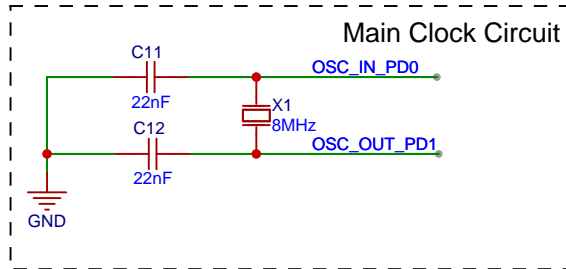 Main Clock Circuit
C11
OSC_IN_PD0
22nF
X1
8MHz
C12
OSC_OUT_PD1
22nF
GND